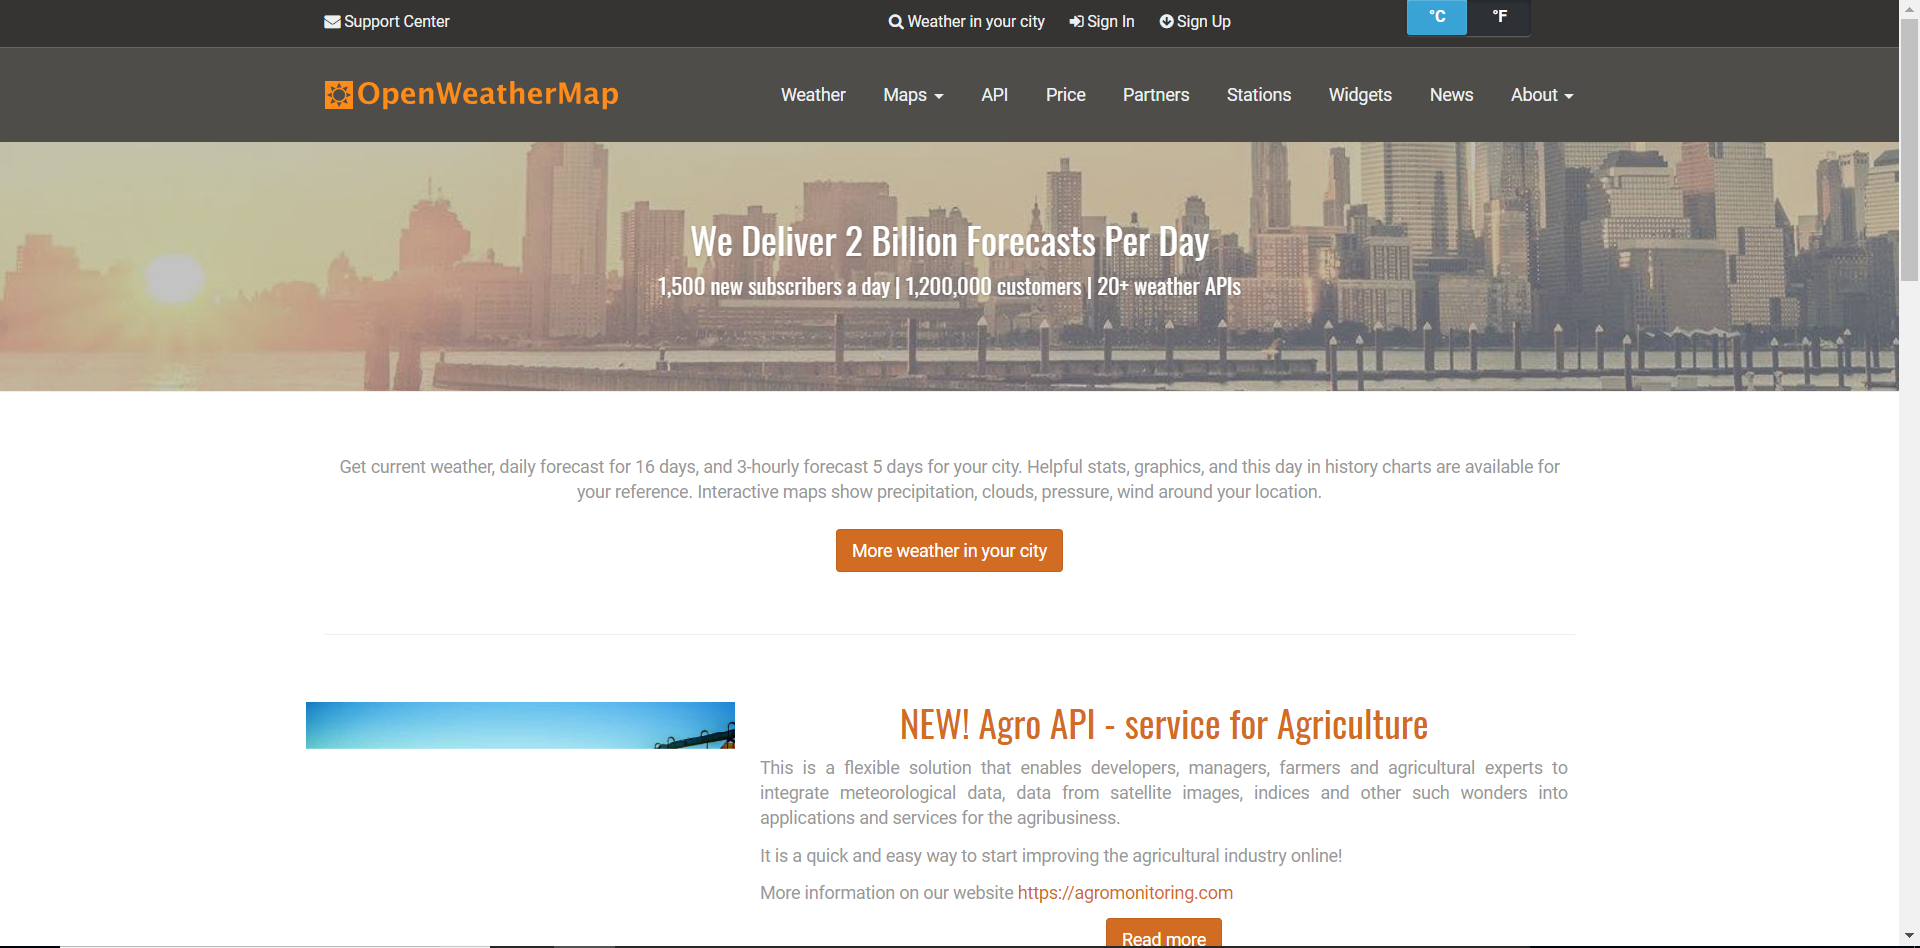 Support Center
Weather in your city Sign In Sign Up
°C °F
OpenWeatherMap
Weather Maps API Price Partners Stations Widgets News About
We Deliver 2 Billion Forecasts Per Day
1,500 new subscribers a day | 1,200,000 customers | 20+ weather APIs
Get current weather, daily forecast for 16 days, and 3-hourly forecast 5 days for your city. Helpful stats, graphics, and this day in history charts are available for
your reference. Interactive maps show precipitation, clouds, pressure, wind around your location.
More weather in your city
NEW! Agro API - service for Agriculture
This is a flexible solution that enables developers, managers, farmers and agricultural experts to
integrate meteorological data, data from satellite images, indices and other such wonders into
applications and services for the agribusiness.
It is a quick and easy way to start improving the agricultural industry online!
More information on our website https://agromonitoring.com
Read more